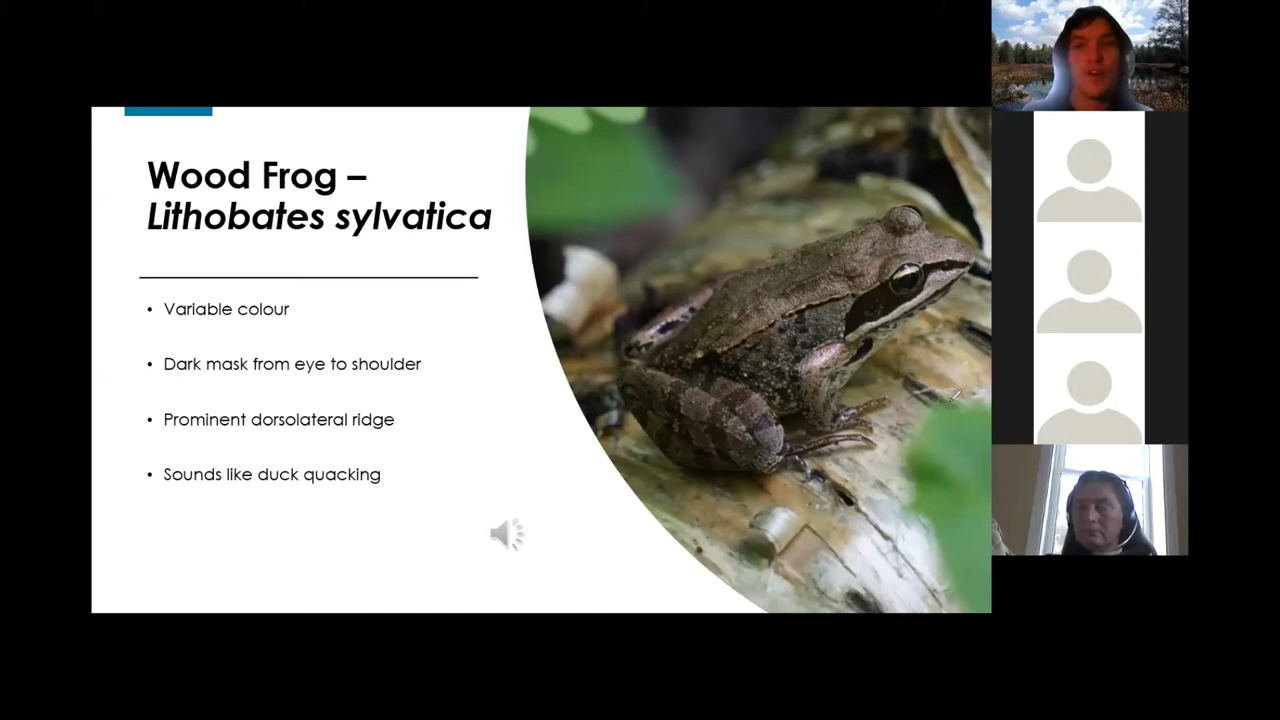 Wood Frog –
Lithobates sylvatica
• Variable colour
• Dark mask from eye to shoulder
• Prominent dorsolateral ridge
• Sounds like duck quacking